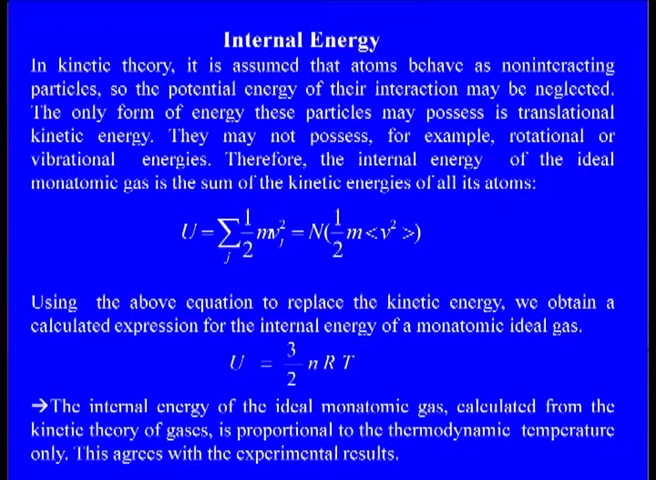 Internal Energy
In kinetic theory, it is assumed that atoms behave as noninteracting
particles, so the potential energy of their interaction may be neglected.
The only form of energy these particles may possess is translational
kinetic energy. They may not possess, for example, rotational or
vibrational energies. Therefore, the internal energy of the ideal
monatomic gas is the sum of the kinetic energies of all its atoms:
U = ∑_j 1/2 mv_j^2 = N(1/2 m<v^2>)
Using the above equation to replace the kinetic energy, we obtain a
calculated expression for the internal energy of a monatomic ideal gas.
U = 3/2 n R T
→The internal energy of the ideal monatomic gas, calculated from the
kinetic theory of gases, is proportional to the thermodynamic temperature
only. This agrees with the experimental results.